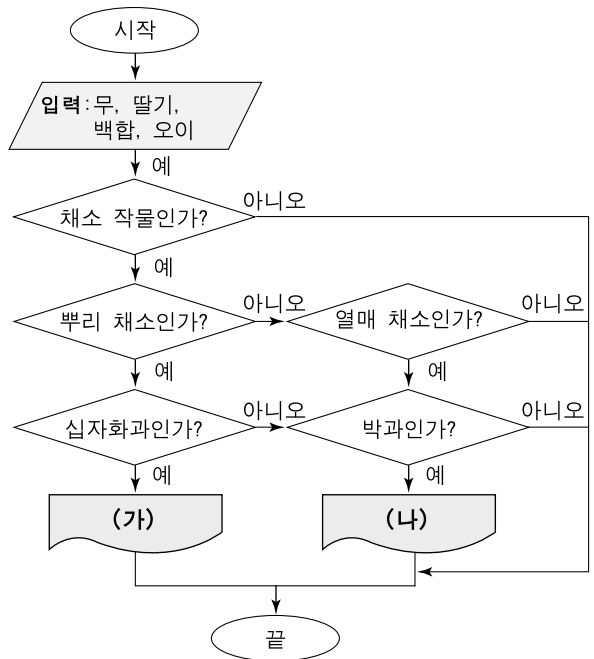 시작
입력: 무, 딸기,
백합, 오이
예
채소 작물인가?
아니오
예
뿌리 채소인가?
아니오
열매 채소인가?
아니오
예
예
십자화과인가?
아니오
박과인가?
아니오
예
예
(가)
(나)
끝